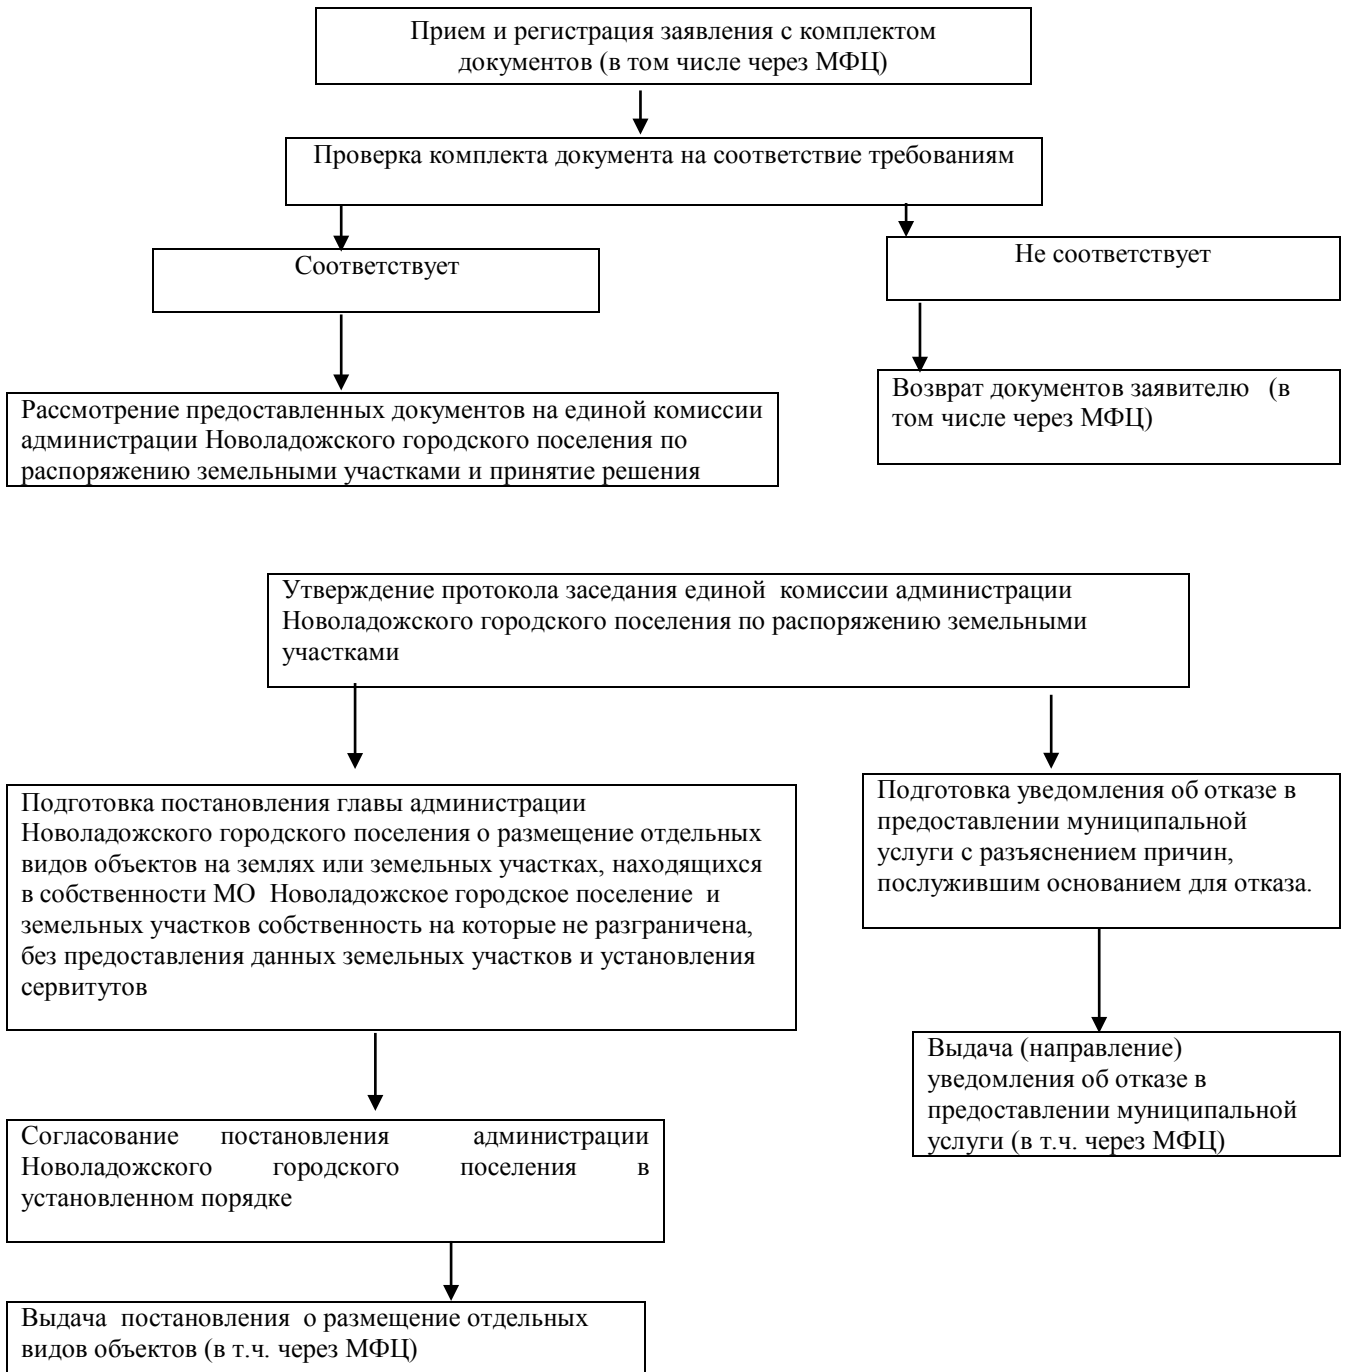 Прием и регистрация заявления с комплектом
документов (в том числе через МФЦ)
Проверка комплекта документа на соответствие требованиям
Соответствует
Не соответствует
Рассмотрение предоставленных документов на единой комиссии
администрации Новоладожского городского поселения по
распоряжению земельными участками и принятие решения
Возврат документов заявителю (в
том числе через МФЦ)
Утверждение протокола заседания единой комиссии администрации
Новоладожского городского поселения по распоряжению земельными
участками
Подготовка постановления главы администрации
Новоладожского городского поселения о размещение отдельных
видов объектов на землях или земельных участках, находящихся
в собственности МО Новоладожское городское поселение и
земельных участков собственность на которые не разграничена,
без предоставления данных земельных участков и установления
сервитутов
Подготовка уведомления об отказе в
предоставлении муниципальной
услуги с разъяснением причин,
послужившим основанием для отказа.
Выдача (направление)
уведомления об отказе в
предоставлении муниципальной
услуги (в т.ч. через МФЦ)
Согласование постановления администрации
Новоладожского городского поселения в
установленном порядке
Выдача постановления о размещение отдельных
видов объектов (в т.ч. через МФЦ)